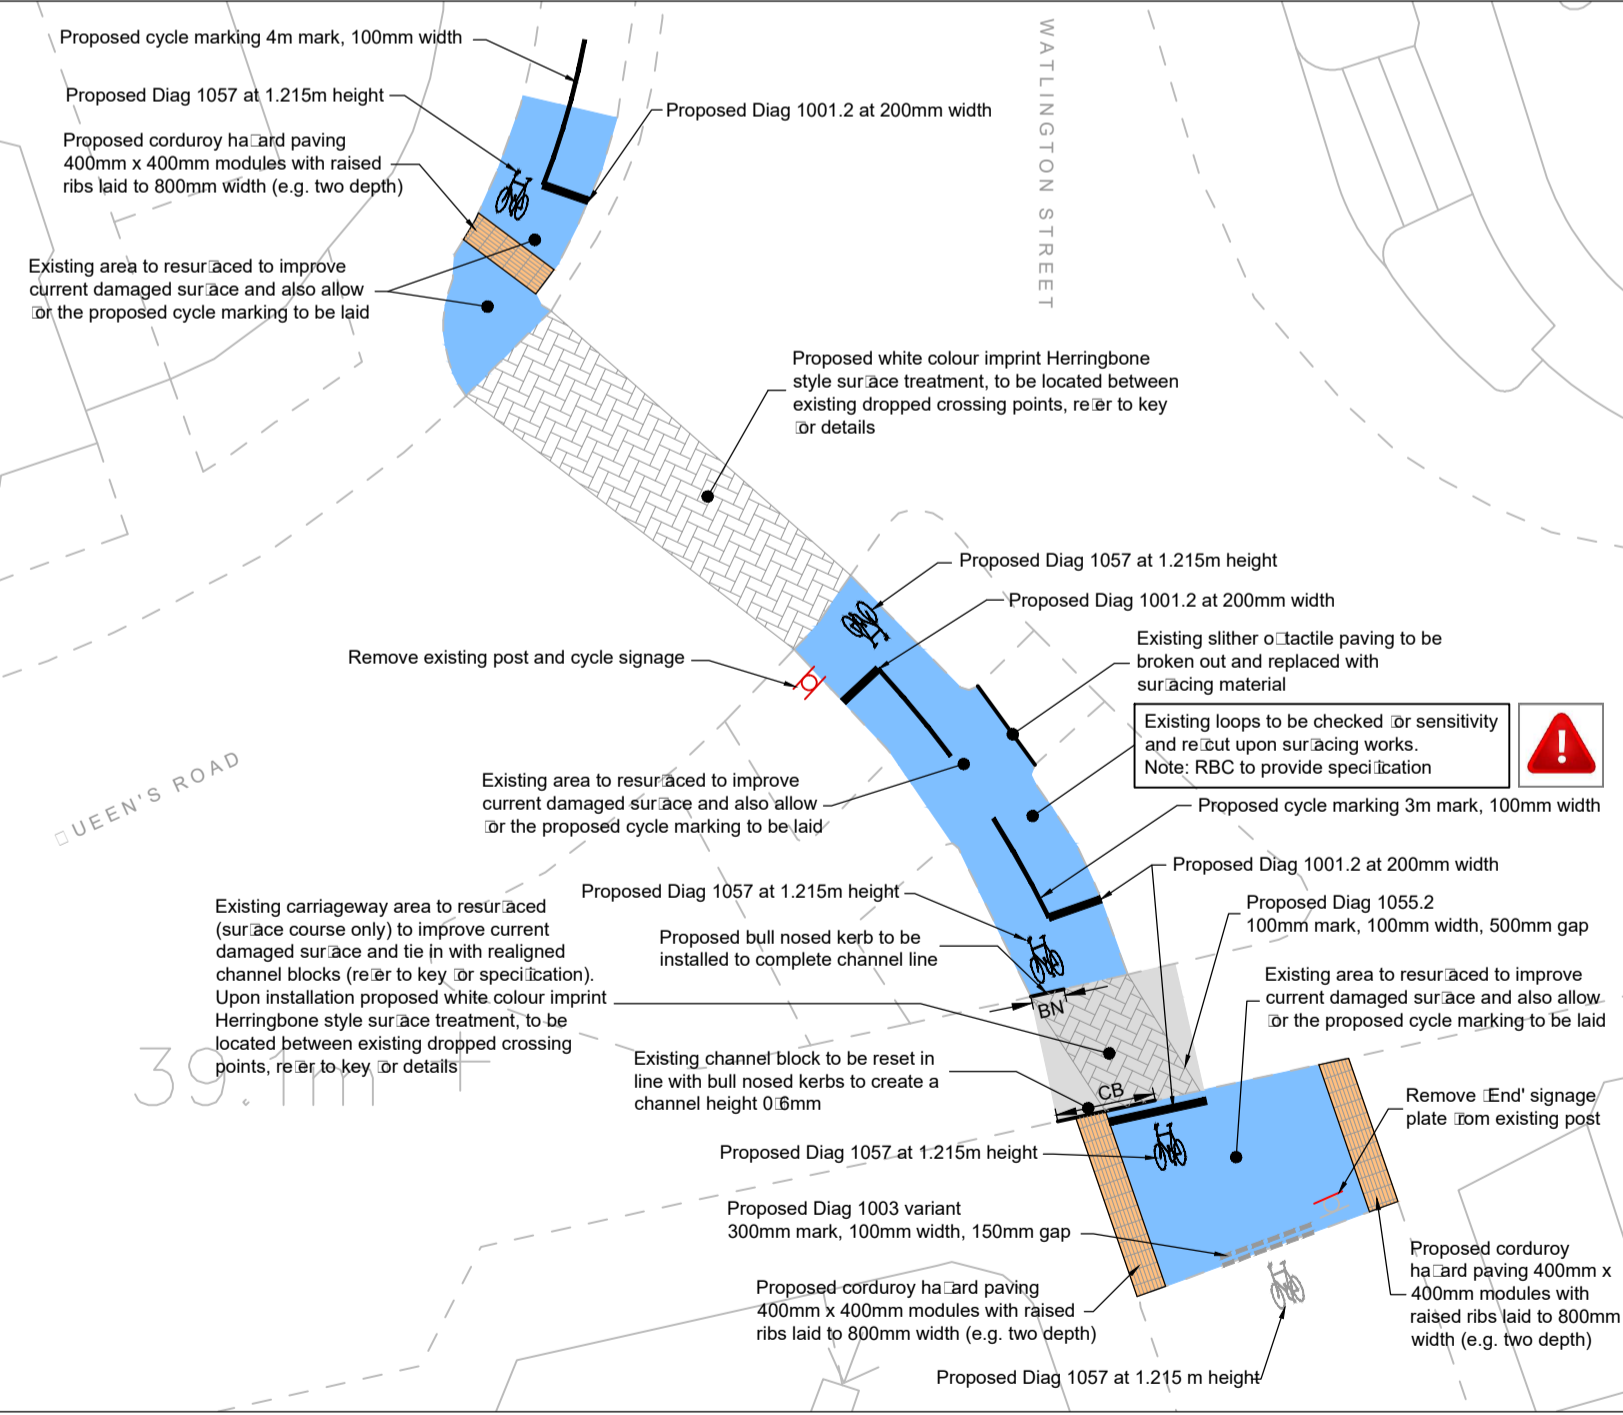 Proposed cycle marking 4m mark, 100mm width
Proposed Diag 1057 at 1.215m height
Proposed Diag 1001.2 at 200mm width
Proposed corduroy ha□ard paving
400mm x 400mm modules with raised
ribs laid to 800mm width (e.g. two depth)
Existing area to resur□aced to improve
current damaged sur□ace and also allow
□or the proposed cycle marking to be laid
WATLINGTON STREET
Proposed white colour imprint Herringbone
style sur□ace treatment, to be located between
existing dropped crossing points, re□er to key
□or details
Proposed Diag 1057 at 1.215m height
Proposed Diag 1001.2 at 200mm width
Existing slither o□tactile paving to be
broken out and replaced with
sur□acing material
Remove existing post and cycle signage
Existing loops to be checked □or sensitivity
and re□cut upon sur□acing works.
Note: RBC to provide speci□cation
!
□UEEN'S ROAD
Existing area to resur□aced to improve
current damaged sur□ace and also allow
□or the proposed cycle marking to be laid
Proposed cycle marking 3m mark, 100mm width
Proposed Diag 1001.2 at 200mm width
Proposed Diag 1057 at 1.215m height
Proposed Diag 1055.2
100mm mark, 100mm width, 500mm gap
Existing carriageway area to resur□aced
(sur□ace course only) to improve current
damaged sur□ace and tie in with realigned
channel blocks (re□er to key □or speci□cation).
Upon installation proposed white colour imprint
Herringbone style sur□ace treatment, to be
located between existing dropped crossing
points, re□er to key □or details
Proposed bull nosed kerb to be
installed to complete channel line
Existing area to resur□aced to improve
current damaged sur□ace and also allow
□or the proposed cycle marking to be laid
BN
39.1m +
Existing channel block to be reset in
line with bull nosed kerbs to create a
channel height 0□6mm
CB
Remove □End' signage
plate □rom existing post
Proposed Diag 1057 at 1.215m height
Proposed Diag 1003 variant
300mm mark, 100mm width, 150mm gap
Proposed corduroy ha□ard paving
400mm x 400mm modules with raised
ribs laid to 800mm width (e.g. two depth)
Proposed corduroy
ha□ard paving 400mm x
400mm modules with
raised ribs laid to 800mm
width (e.g. two depth)
Proposed Diag 1057 at 1.215 m height